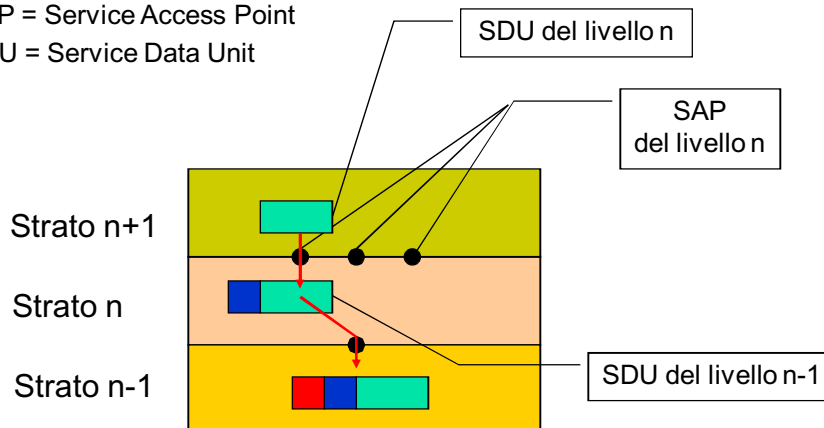 P = Service Access Point
U = Service Data Unit
SDU del livello n
SAP
del livello n
Strato n+1
Strato n
Strato n-1
SDU del livello n-1